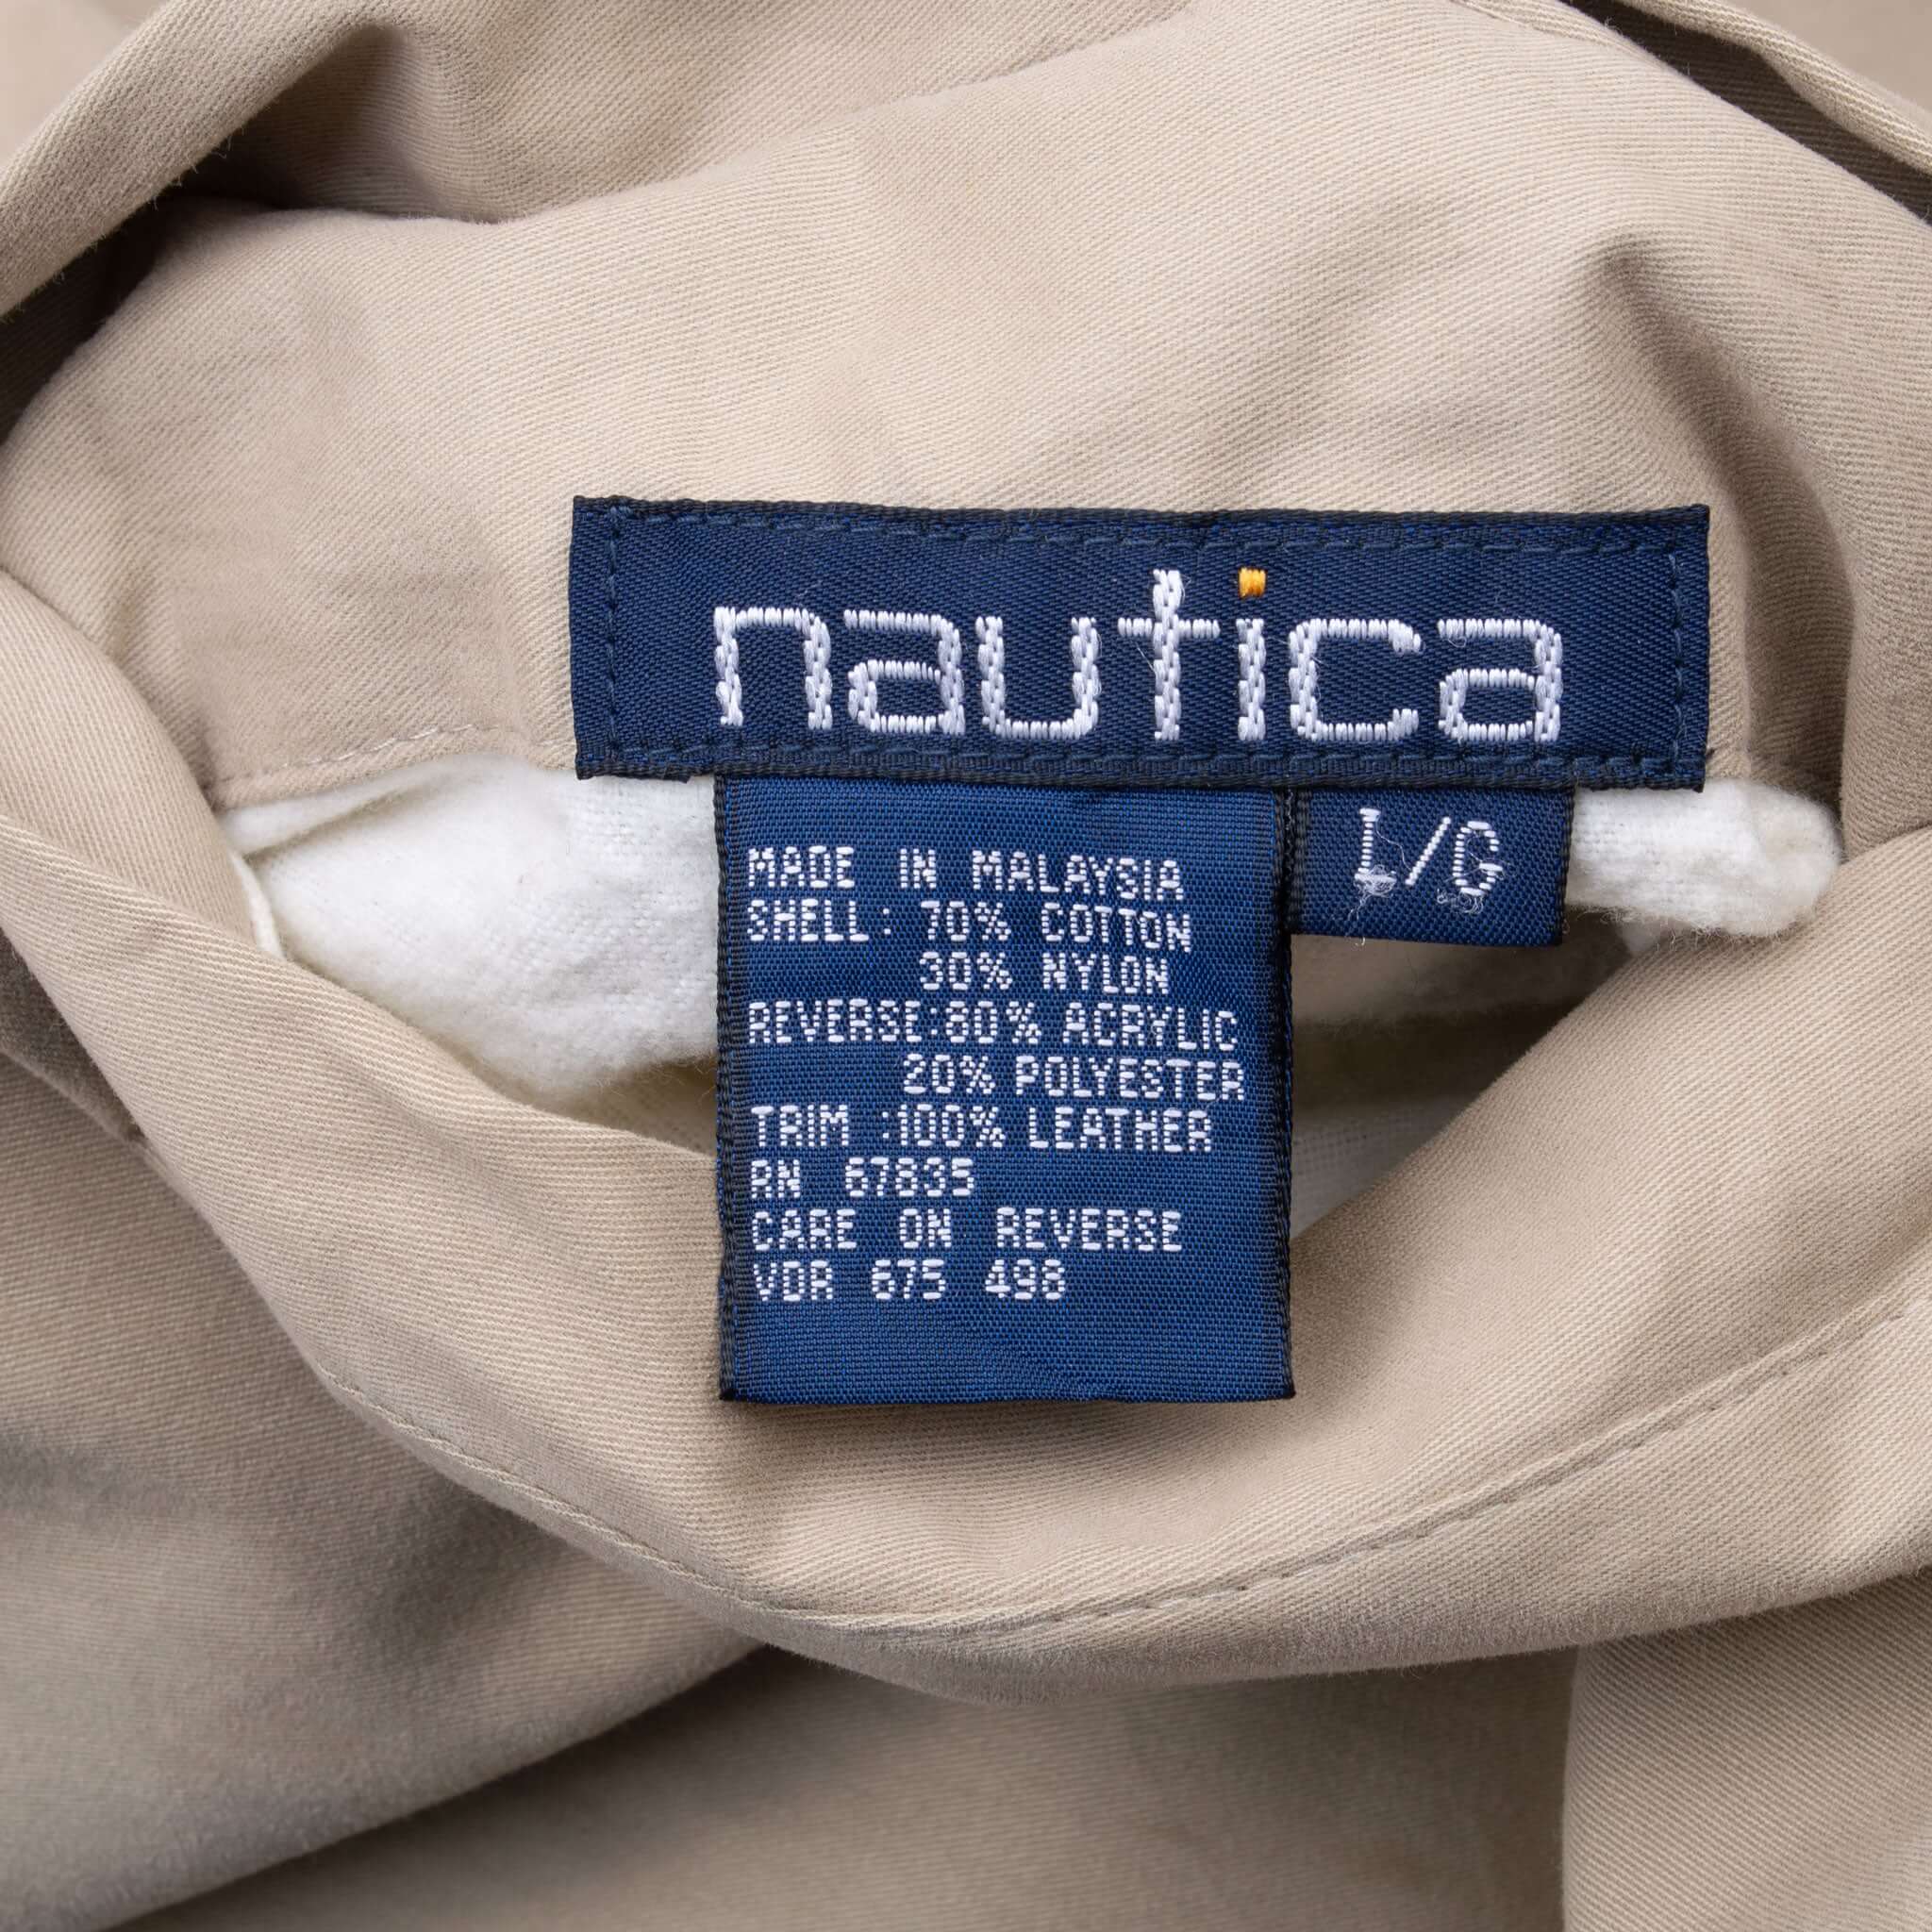 nautica
L/G
MADE IN MALAYSIA
SHELL: 70% COTTON
30% NYLON
REVERSE:80% ACRYLIC
20% POLYESTER
TRIM :100% LEATHER
RN 67835
CARE ON REVERSE
VDR 675 498